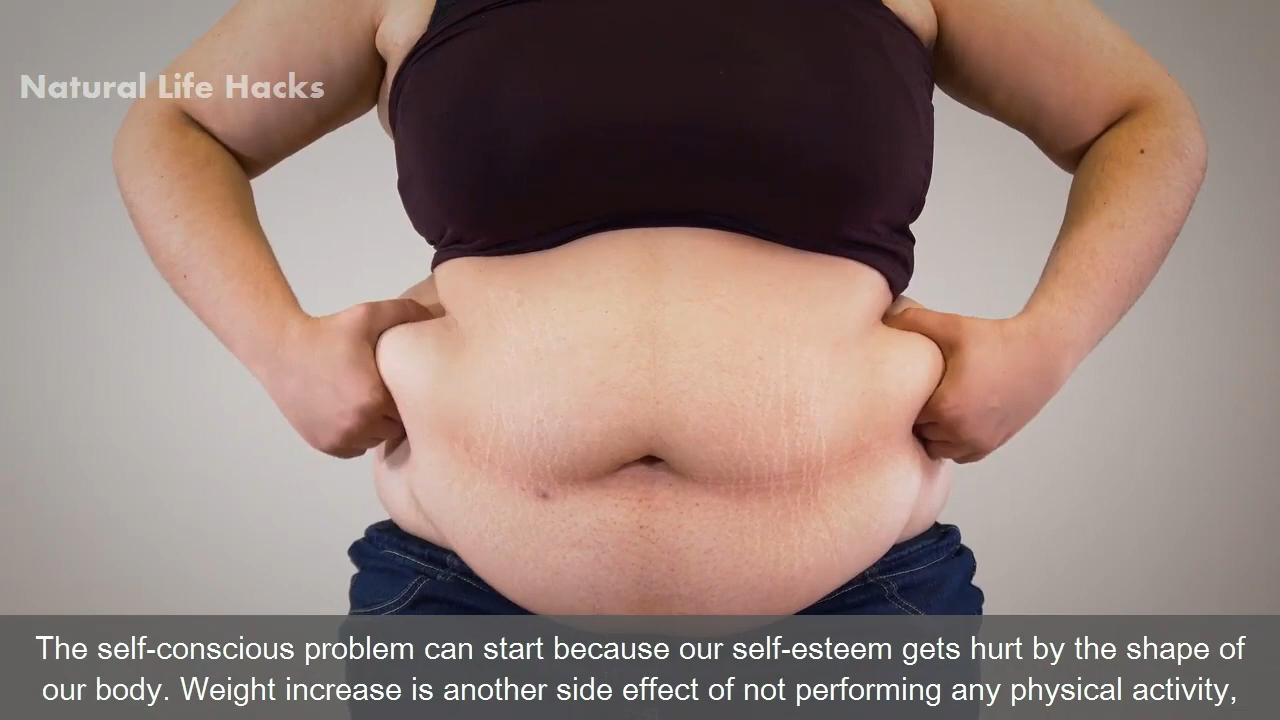 Natural Life Hacks
The self-conscious problem can start because our self-esteem gets hurt by the shape of
our body. Weight increase is another side effect of not performing any physical activity,